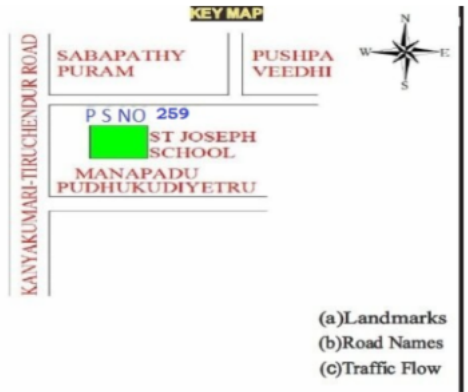 KEY MAP
N
W
E
S
KANYAKUMARI-TIRUCHENDUR ROAD
SABAPATHY
PURAM
PUSHPA
VEEDHI
P S NO 259
ST JOSEPH
SCHOOL
MANAPADU
PUDHUKUDIYETRU
(a)Landmarks
(b)Road Names
(c)Traffic Flow